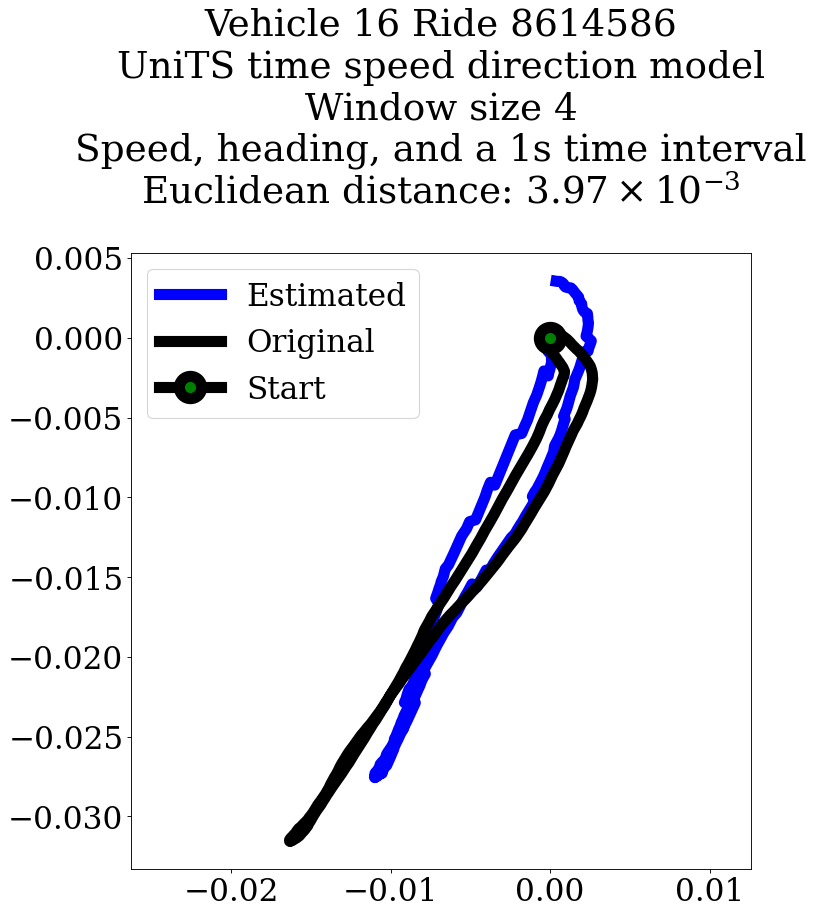 Vehicle 16 Ride 8614586
UniTS time speed direction model
Window size 4
Speed, heading, and a 1s time interval
Euclidean distance: 3.97 × 10⁻³
0.005
0.000
−0.005
−0.010
−0.015
−0.020
−0.025
−0.030
Estimated
Original
Start
−0.02 −0.01 0.00 0.01